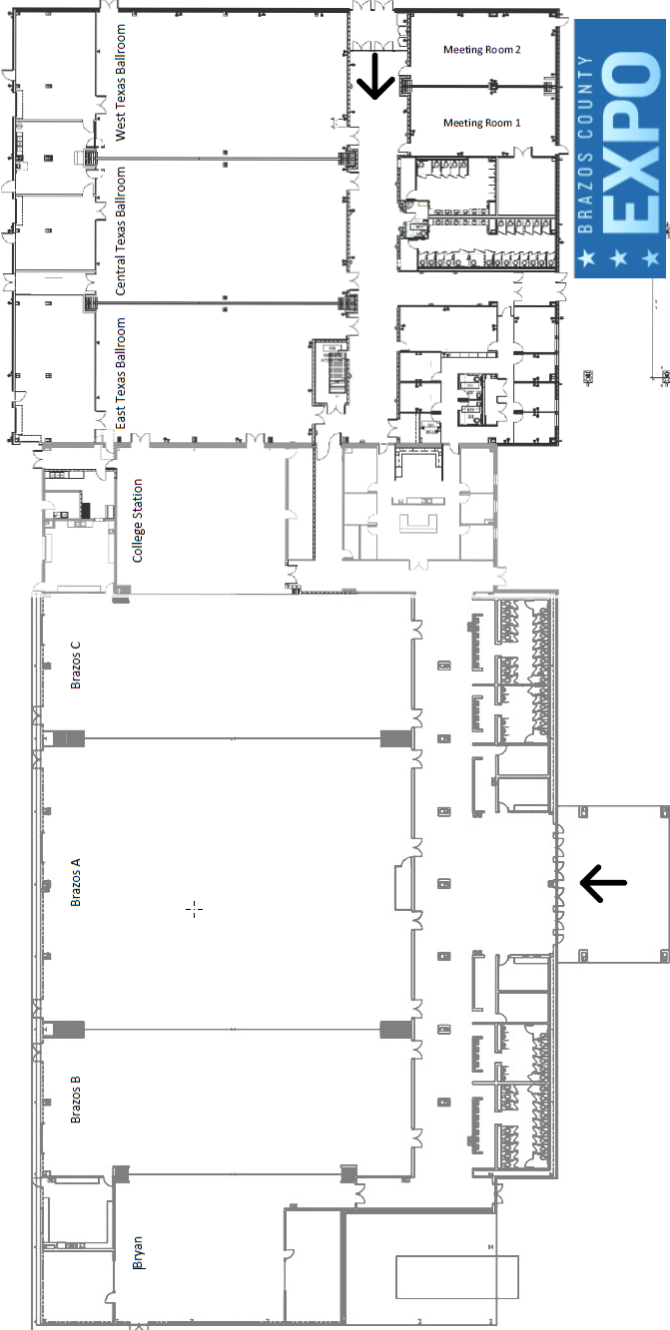 Meeting Room 2
Meeting Room 1
BRAZOS COUNTY
EXPO
West Texas Ballroom
Central Texas Ballroom
East Texas Ballroom
College Station
Brazos C
Brazos A
Brazos B
Bryan